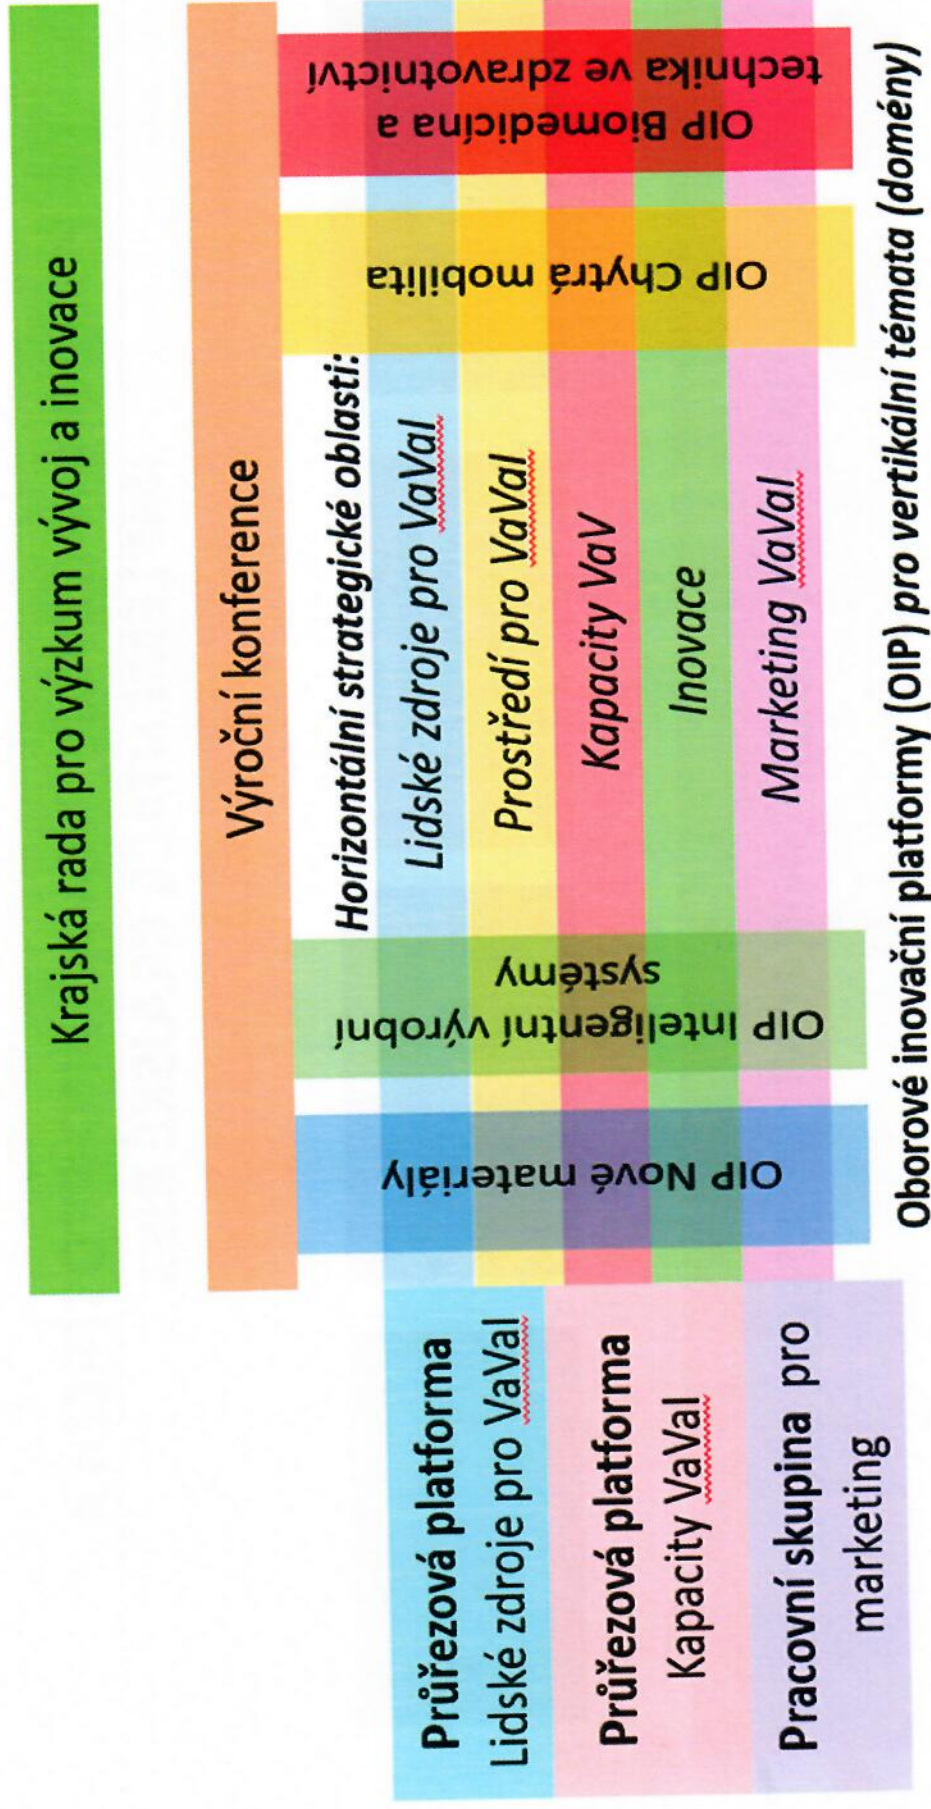 Krajská rada pro výzkum vývoj a inovace
Výroční konference
Horizontální strategické oblasti:
Lidské zdroje pro VaVaI
Prostředí pro VaVaI
Kapacity VaV
Inovace
Marketing VaVaI
Průřezová platforma
Lidské zdroje pro VaVaI
Průřezová platforma
Kapacity VaVaI
Pracovní skupina pro
marketing
OIP Nové materiály
OIP Inteligentní výrobní
systémy
OIP Chytrá mobilita
OIP Biomedicína a
technika ve zdravotnictví
Oborové inovační platformy (OIP) pro vertikální témata (domény)